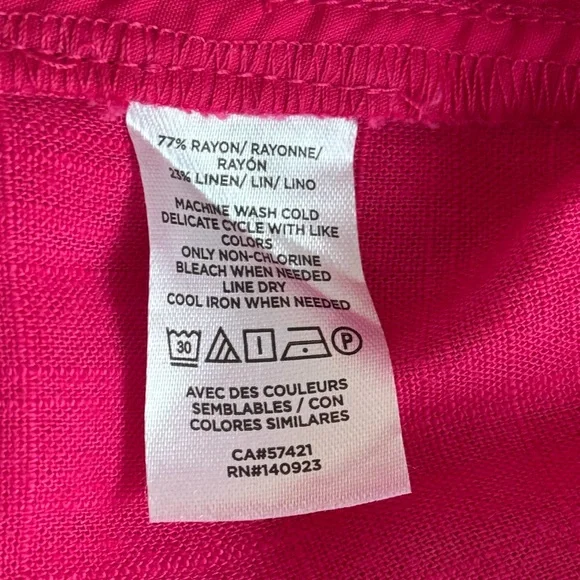 77% RAYON/ RAYONNE/
RAYÓN
23% LINEN/ LIN/ LINO
MACHINE WASH COLD
DELICATE CYCLE WITH LIKE
COLORS
ONLY NON-CHLORINE
BLEACH WHEN NEEDED
LINE DRY
COOL IRON WHEN NEEDED
30 P
AVEC DES COULEURS
SEMBLABLES / CON
COLORES SIMILARES
CA#57421
RN#140923